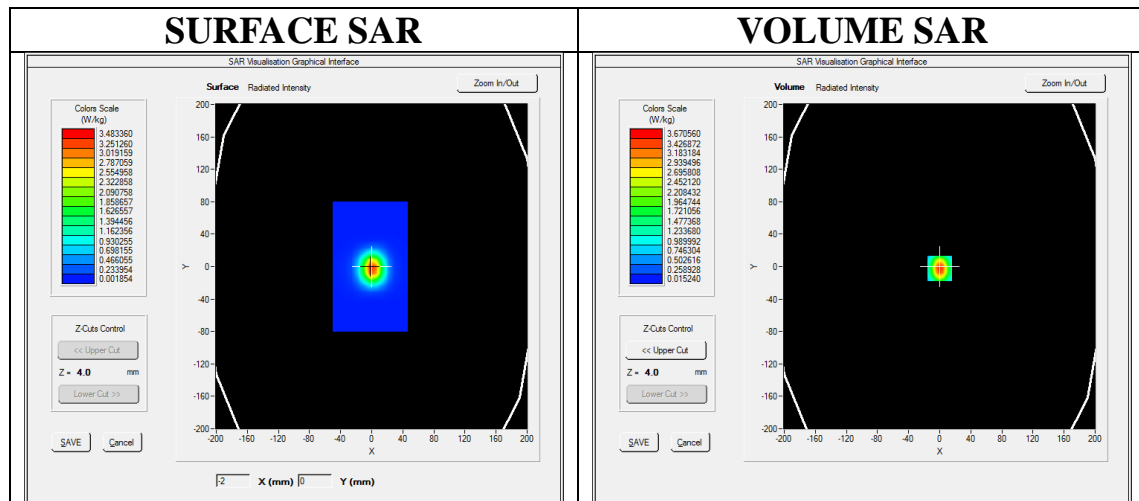 SURFACE SAR
VOLUME SAR
SAR Visualisation Graphical Interface
Surface Radiated Intensity
Zoom In/Out
Colors Scale
(W/kg)
3.483360
3.251260
3.019159
2.787059
2.554958
2.322858
2.090758
1.858657
1.626557
1.394456
1.162356
0.930255
0.698155
0.466055
0.233954
0.001854
Z-Cuts Control
<< Upper Cut
Z = 4.0 mm
Lower Cut >>
SAVE Cancel
200
160
120
80
40
0
-40
-80
-120
-160
-200
Y
-200 -160 -120 -80 -40 0 40 80 120 160 200
X
-2 X (mm) 0 Y (mm)
SAR Visualisation Graphical Interface
Volume Radiated Intensity
Zoom In/Out
Colors Scale
(W/kg)
3.670560
3.426872
3.183184
2.939496
2.695808
2.452120
2.208432
1.964744
1.721056
1.477368
1.233680
0.989992
0.746304
0.502616
0.258928
0.015240
Z-Cuts Control
<< Upper Cut
Z = 4.0 mm
Lower Cut >>
SAVE Cancel
200
160
120
80
40
0
-40
-80
-120
-160
-200
Y
-200 -160 -120 -80 -40 0 40 80 120 160 200
X